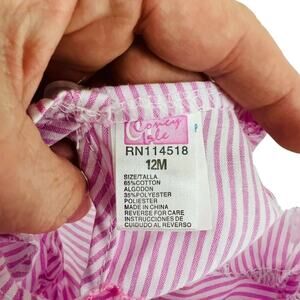 Coney
Isle
RN114518
12M
SIZE/TALLA
65%COTTON
ALGODON
35%POLYESTER
POLIESTER
MADE IN CHINA
REVERSE FOR CARE
INSTRUCCIONES DE
CUIDADO AL REVERSO